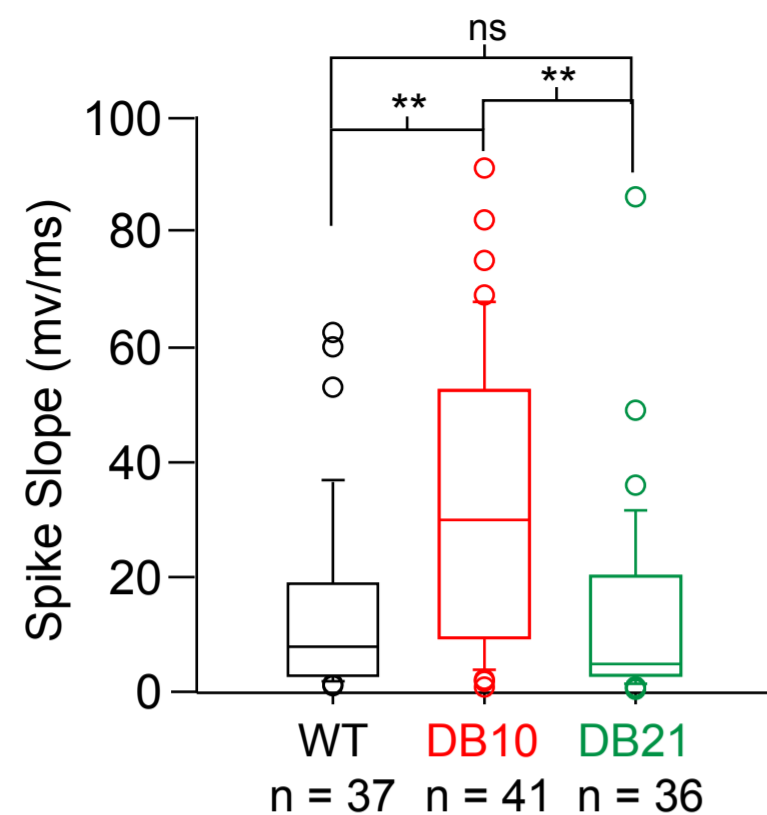 ns
**
**
Spike Slope (mv/ms)
100
80
60
40
20
0
WT DB10 DB21
n = 37 n = 41 n = 36